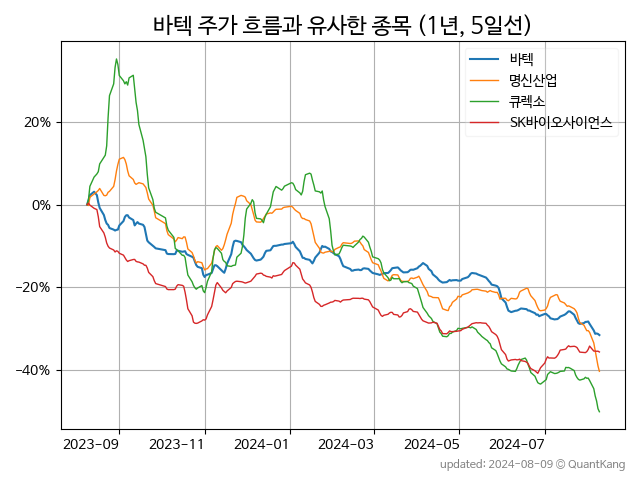 바텍 주가 흐름과 유사한 종목 (1년, 5일선)
바텍
명신산업
큐렉소
SK바이오사이언스
20%
0%
−20%
−40%
2023-09 2023-11 2024-01 2024-03 2024-05 2024-07
updated: 2024-08-09 © QuantKang